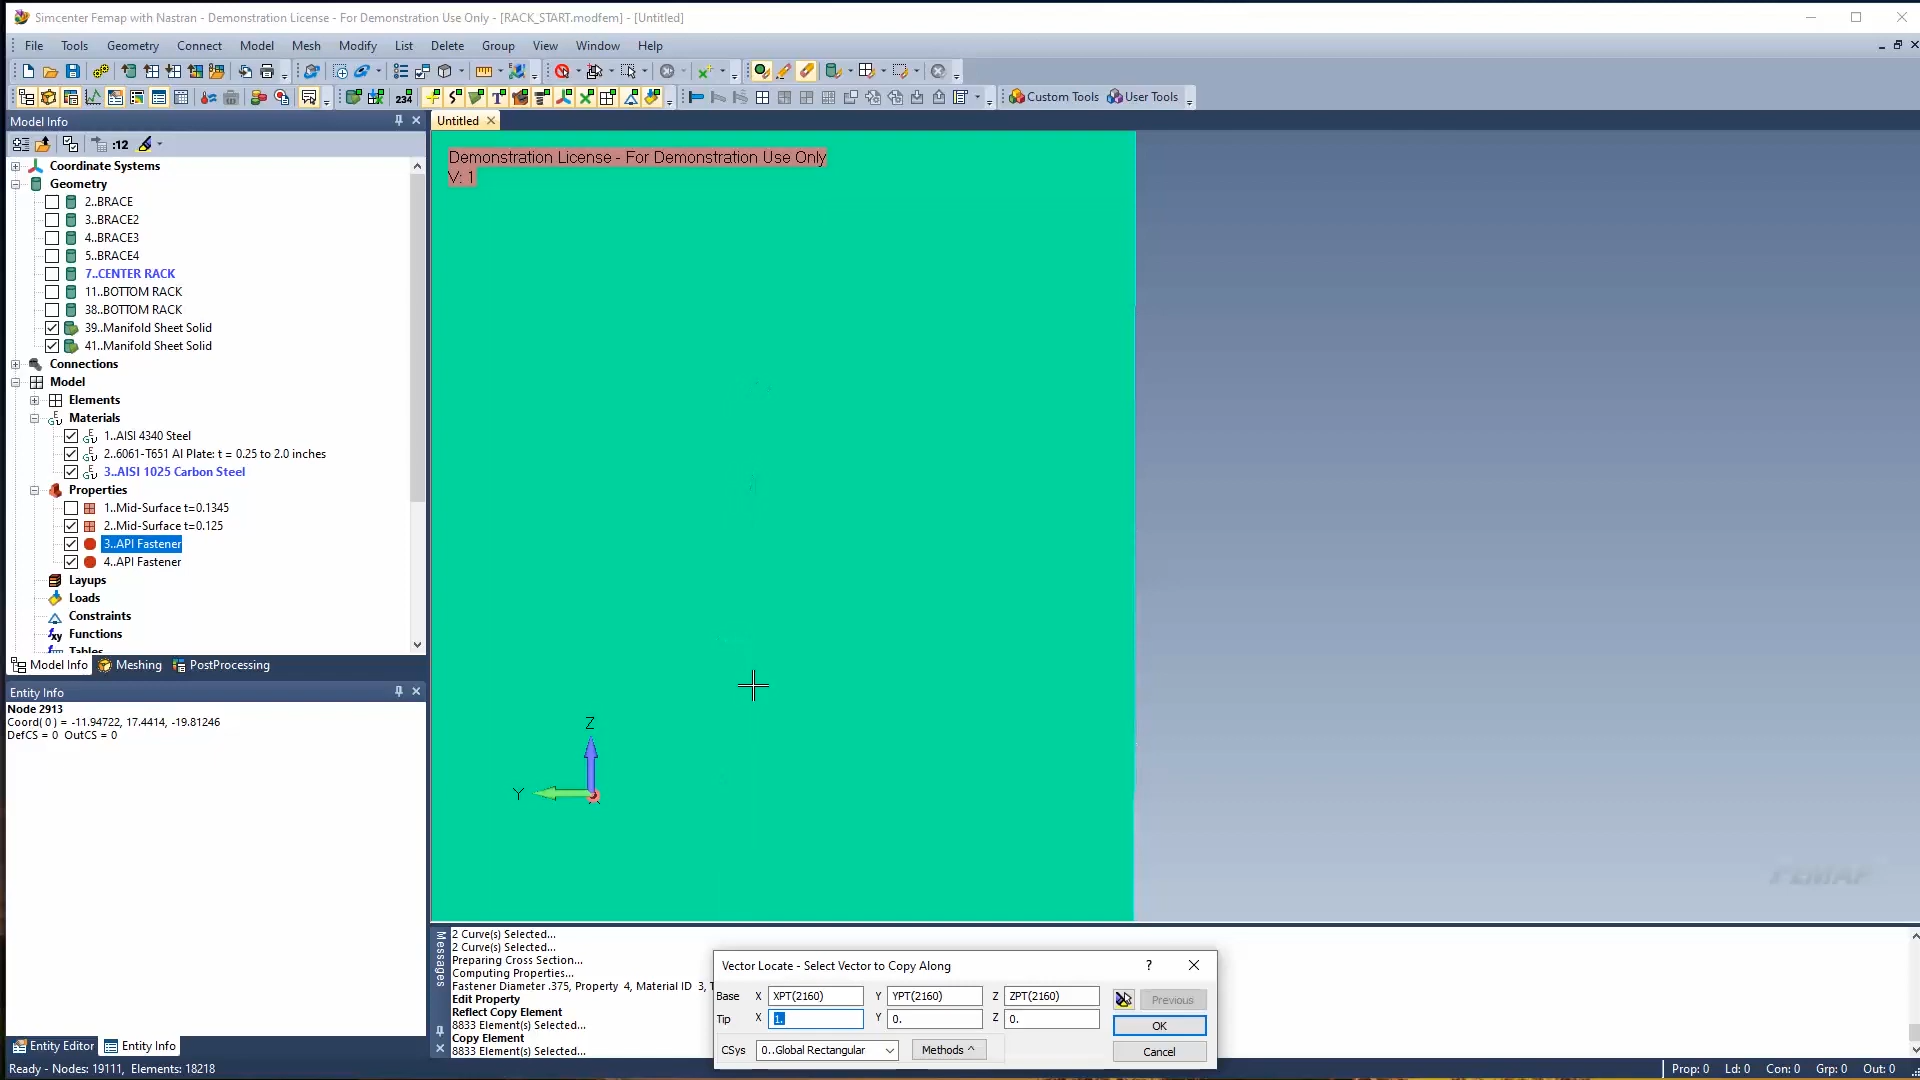 Simcenter Femap with Nastran - Demonstration License - For Demonstration Use Only - [RACK_START.modfem] - [Untitled]
File Tools Geometry Connect Model Mesh Modify List Delete Group View Window Help
234
Custom Tools User Tools
Model Info
:12
Coordinate Systems
Geometry
2..BRACE
3..BRACE2
4..BRACE3
5..BRACE4
7..CENTER RACK
11..BOTTOM RACK
38..BOTTOM RACK
39..Manifold Sheet Solid
41..Manifold Sheet Solid
Connections
Model
Elements
Materials
1..AISI 4340 Steel
2..6061-T651 Al Plate: t = 0.25 to 2.0 inches
3..AISI 1025 Carbon Steel
Properties
1..Mid-Surface t=0.1345
2..Mid-Surface t=0.125
3..API Fastener
4..API Fastener
Layups
Loads
Constraints
Functions
Tables
Model Info Meshing PostProcessing
Entity Info
Node 2913
Coord( 0 ) = -11.94722, 17.4414, -19.81246
DefCS = 0 OutCS = 0
Entity Editor Entity Info
Untitled
Demonstration License - For Demonstration Use Only
V: 1
Z
Y
X
FEMAP
Messages
2 Curve(s) Selected...
2 Curve(s) Selected...
Preparing Cross Section...
Computing Properties...
Fastener Diameter .375, Property 4, Material ID 3, T
Edit Property
Reflect Copy Element
8833 Element(s) Selected...
Copy Element
8833 Element(s) Selected...
Vector Locate - Select Vector to Copy Along
?
Base X XPT(2160) Y YPT(2160) Z ZPT(2160) Previous
Tip X 1. Y 0. Z 0. OK
CSys 0..Global Rectangular Methods ^ Cancel
Ready - Nodes: 19111, Elements: 18218
Prop: 0 Ld: 0 Con: 0 Grp: 0 Out: 0